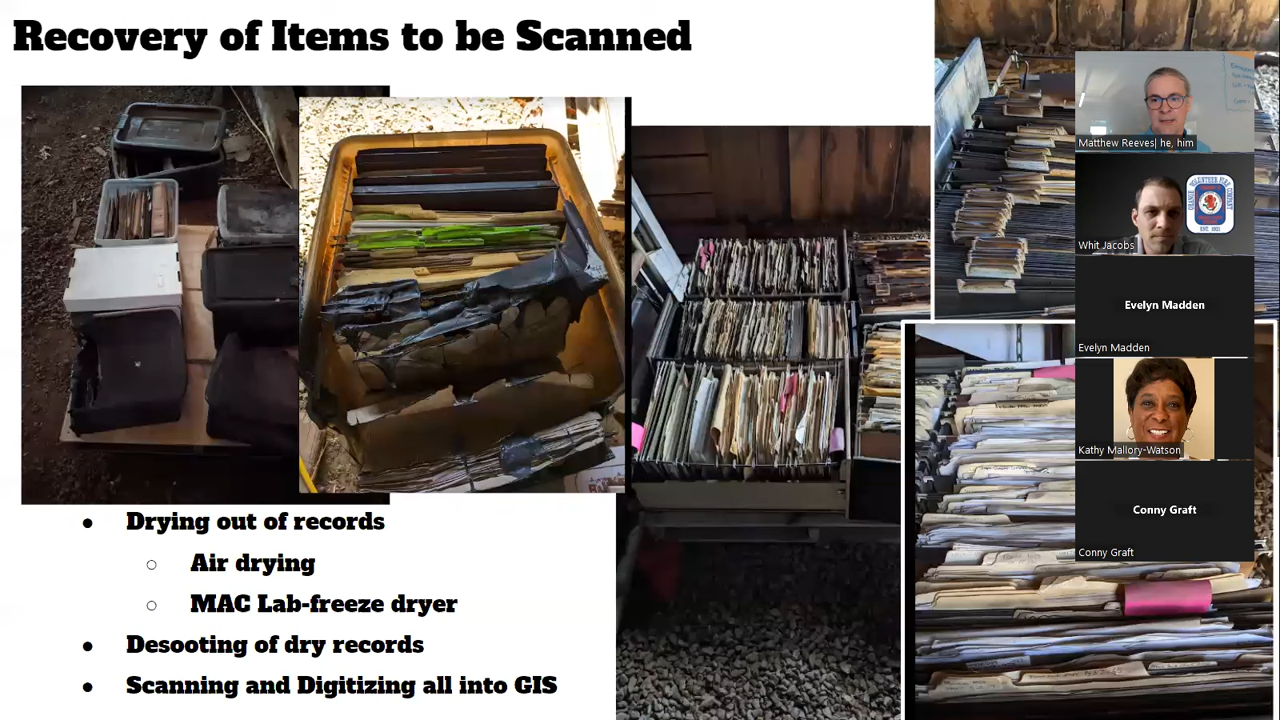 Recovery of Items to be Scanned
Matthew Reeves| he, him
Whit Jacobs
Evelyn Madden
Evelyn Madden
Kathy Mallory-Watson
Conny Graft
Conny Graft
● Drying out of records
○ Air drying
○ MAC Lab-freeze dryer
● Desooting of dry records
● Scanning and Digitizing all into GIS